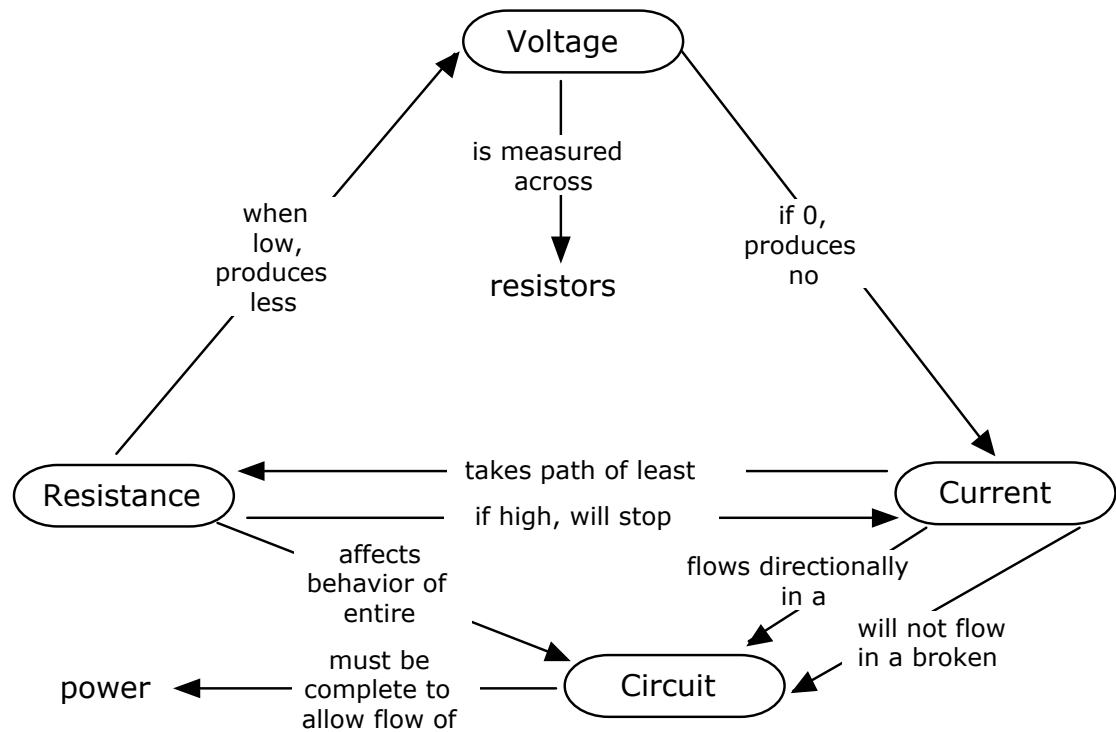 Voltage
is measured
across
when
low,
produces
less
if 0,
produces
no
resistors
takes path of least
Resistance
Current
if high, will stop
affects
behavior of
entire
flows directionally
in a
will not flow
in a broken
must be
complete to
allow flow of
power
Circuit